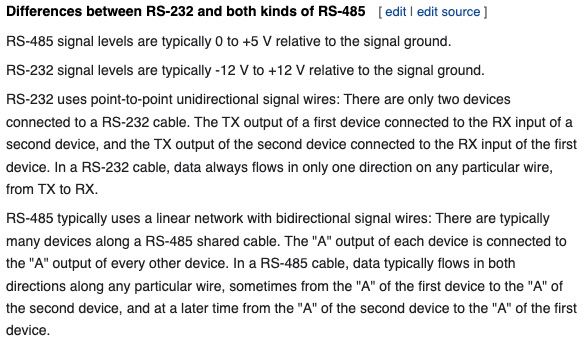 Differences between RS-232 and both kinds of RS-485 [ edit | edit source ]
RS-485 signal levels are typically 0 to +5 V relative to the signal ground.
RS-232 signal levels are typically -12 V to +12 V relative to the signal ground.
RS-232 uses point-to-point unidirectional signal wires: There are only two devices
connected to a RS-232 cable. The TX output of a first device connected to the RX input of a
second device, and the TX output of the second device connected to the RX input of the first
device. In a RS-232 cable, data always flows in only one direction on any particular wire,
from TX to RX.
RS-485 typically uses a linear network with bidirectional signal wires: There are typically
many devices along a RS-485 shared cable. The "A" output of each device is connected to
the "A" output of every other device. In a RS-485 cable, data typically flows in both
directions along any particular wire, sometimes from the "A" of the first device to the "A" of
the second device, and at a later time from the "A" of the second device to the "A" of the first
device.